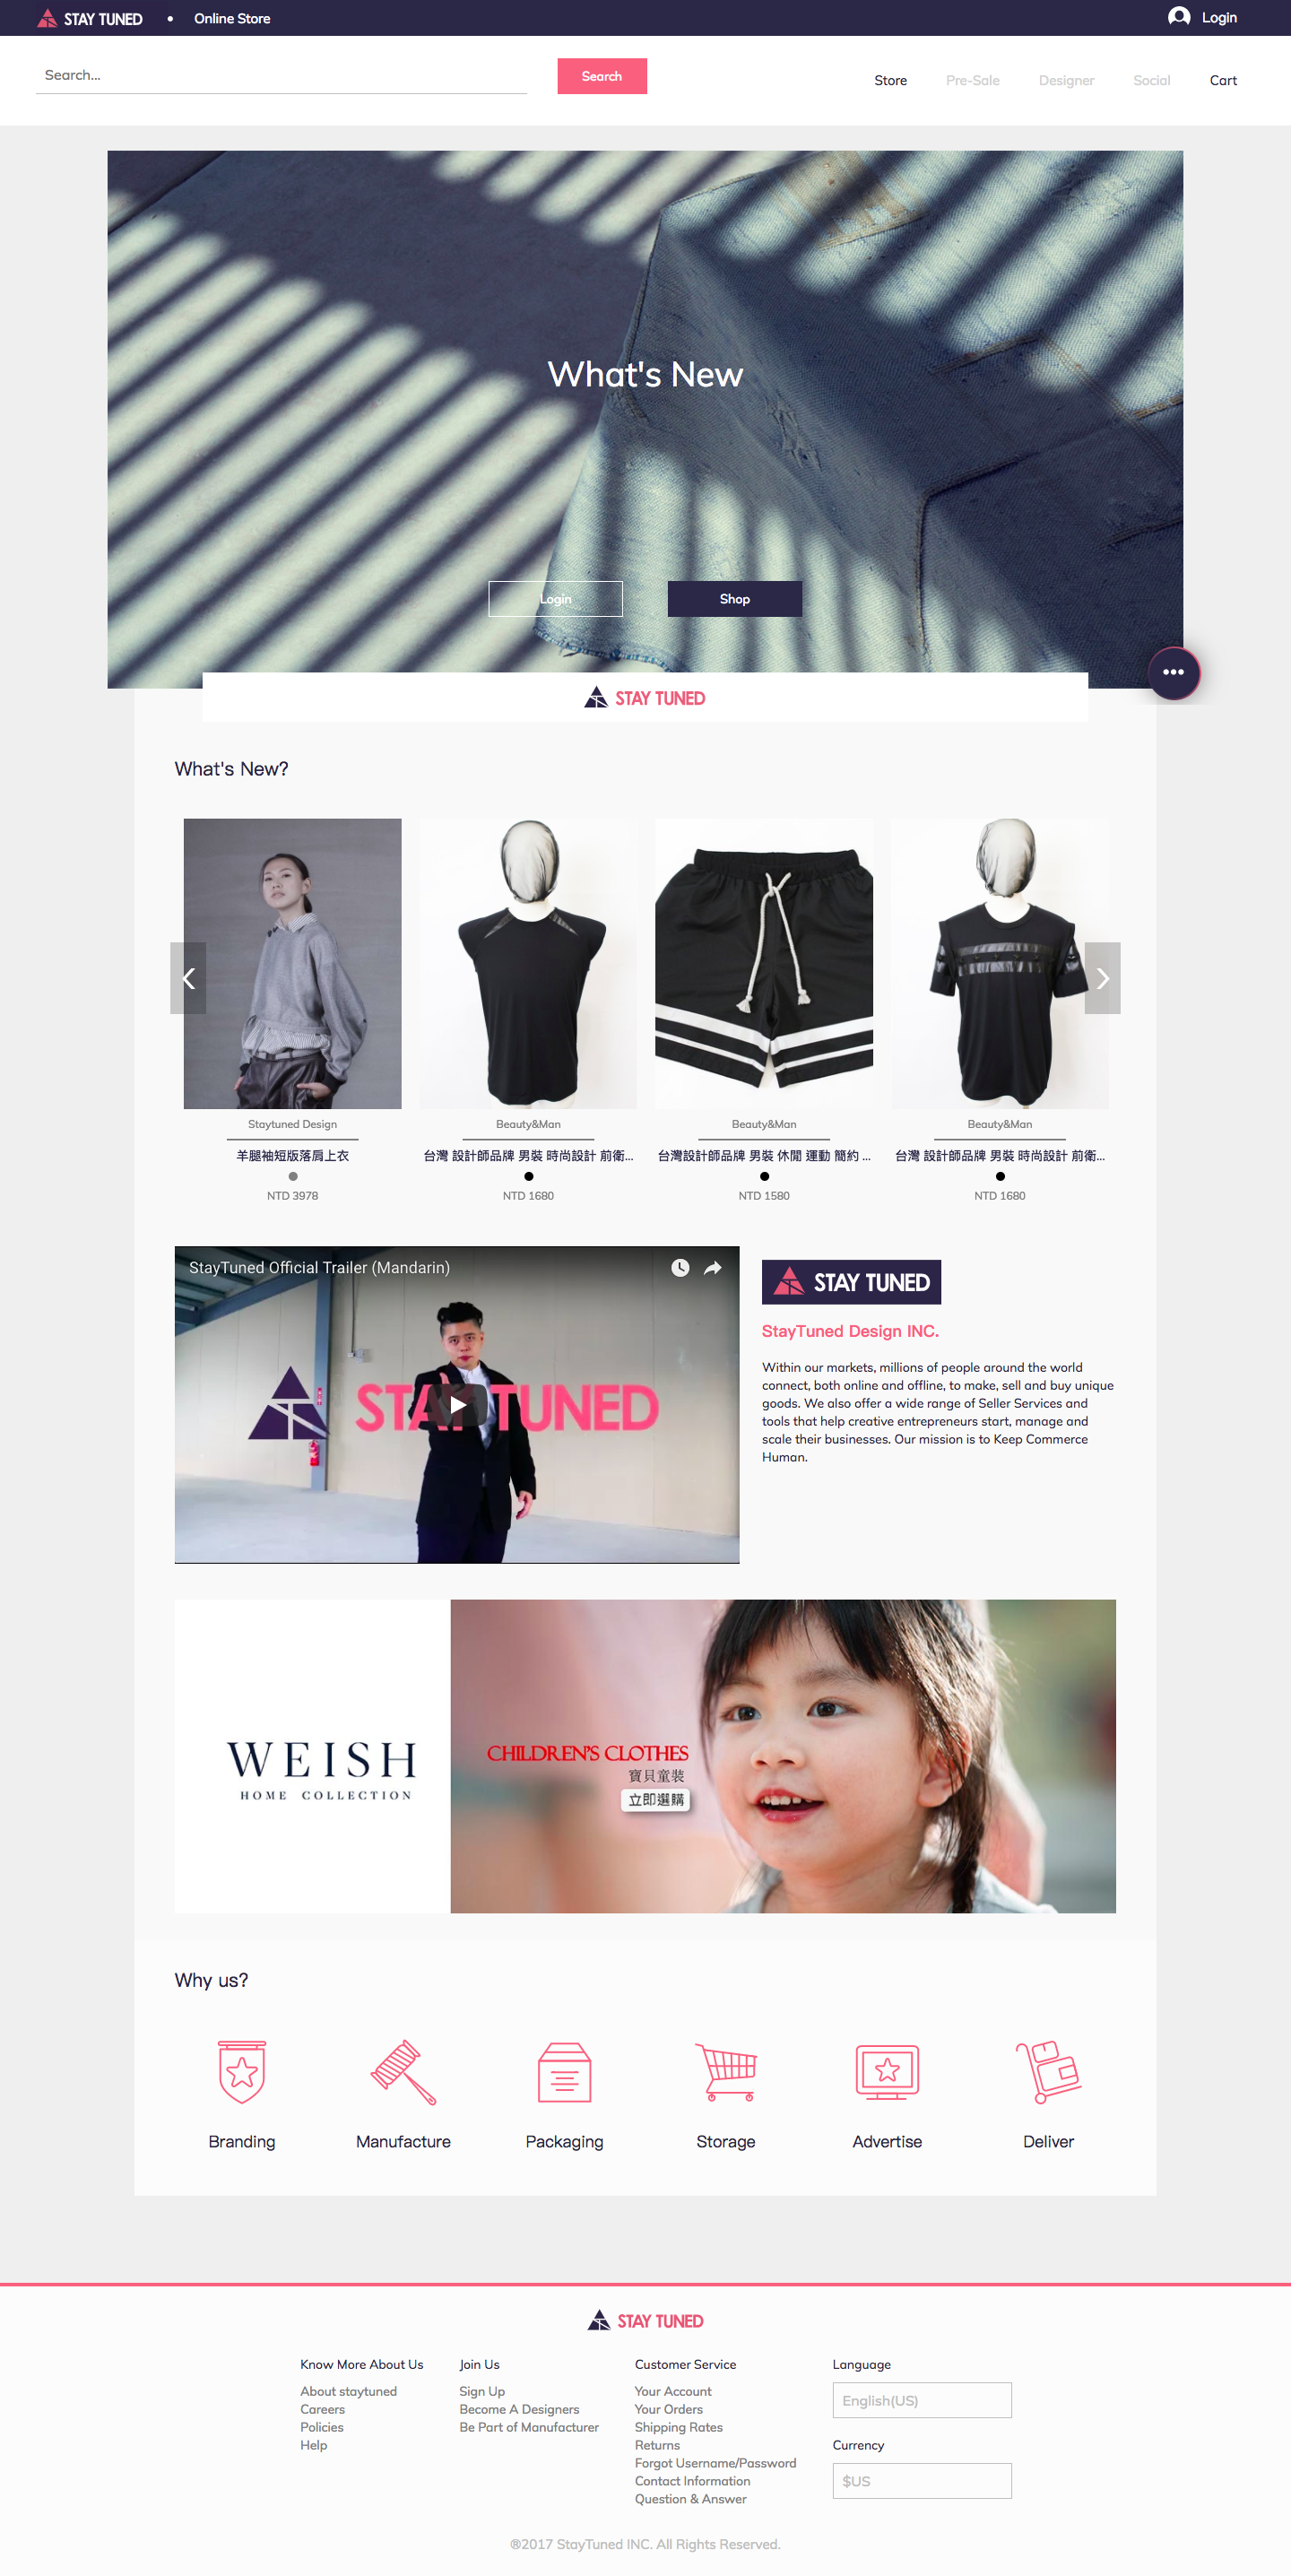 STAY TUNED • Online Store
Login
Search...
Search
Store
Pre-Sale
Designer
Social
Cart
What's New
Login
Shop
STAY TUNED
What's New?
Staytuned Design
羊腿袖短版落肩上衣
NTD 3978
Beauty&Man
台灣 設計師品牌 男裝 時尚設計 前衛...
NTD 1680
Beauty&Man
台灣設計師品牌 男裝 休閒 運動 簡約 ...
NTD 1580
Beauty&Man
台灣 設計師品牌 男裝 時尚設計 前衛...
NTD 1680
StayTuned Official Trailer (Mandarin)
STAY TUNED
STAY TUNED
StayTuned Design INC.
Within our markets, millions of people around the world
connect, both online and offline, to make, sell and buy unique
goods. We also offer a wide range of Seller Services and
tools that help creative entrepreneurs start, manage and
scale their businesses. Our mission is to Keep Commerce
Human.
WEISH
HOME COLLECTION
CHILDREN'S CLOTHES
寶貝童裝
立即選購
Why us?
Branding
Manufacture
Packaging
Storage
Advertise
Deliver
STAY TUNED
Know More About Us
About staytuned
Careers
Policies
Help
Join Us
Sign Up
Become A Designers
Be Part of Manufacturer
Customer Service
Your Account
Your Orders
Shipping Rates
Returns
Forgot Username/Password
Contact Information
Question & Answer
Language
English(US)
Currency
$US
®2017 StayTuned INC. All Rights Reserved.